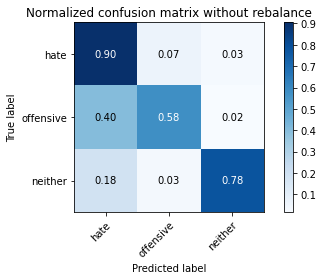 Normalized confusion matrix without rebalance
True label
hate
offensive
neither
0.90 0.07 0.03
0.40 0.58 0.02
0.18 0.03 0.78
hate
offensive
neither
Predicted label
0.9
0.8
0.7
0.6
0.5
0.4
0.3
0.2
0.1